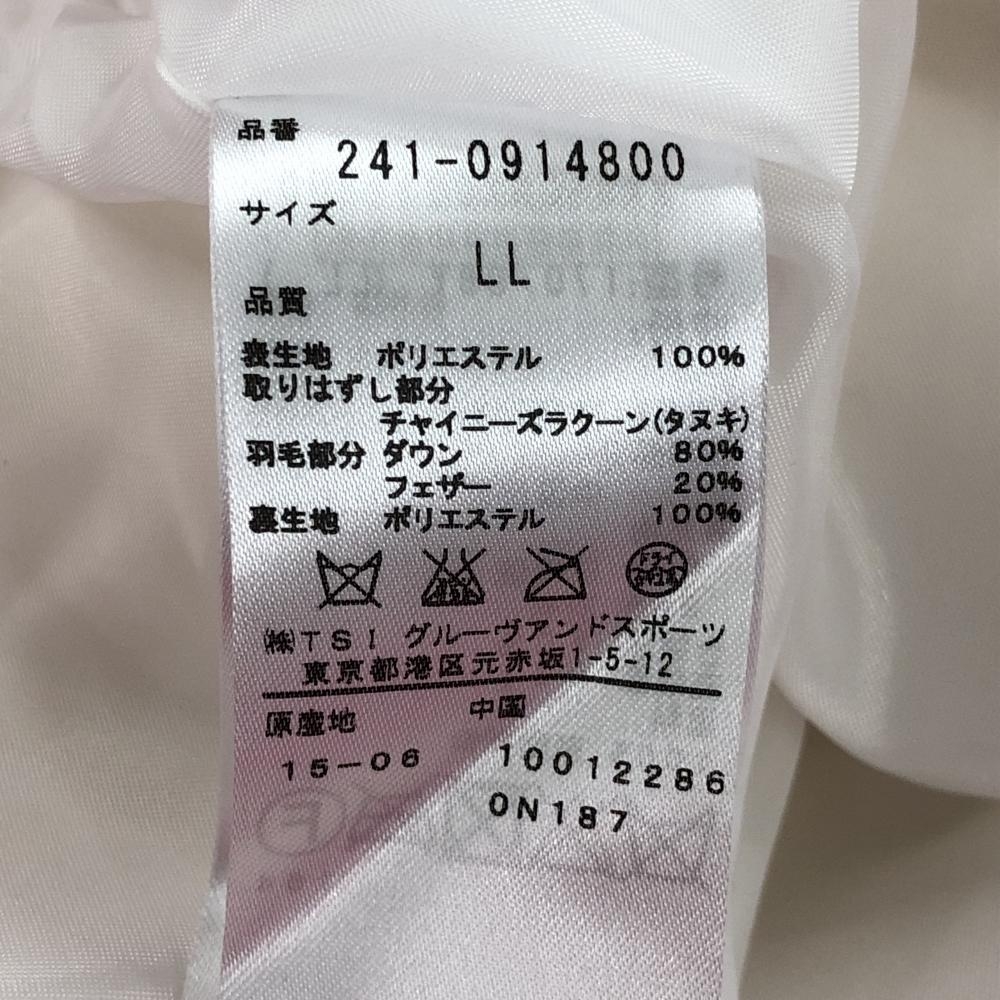 品番
241-0914800
サイズ
LL
品質
表生地 ポリエステル 100%
取りはずし部分
チャイニーズラクーン(タヌキ)
羽毛部分 ダウン 80%
フェザー 20%
裏生地 ポリエステル 100%
ドライ
㈱TSI グルーヴアンドスポーツ
東京都港区元赤坂1-5-12
原産地 中国
15-06 10012286
0N187